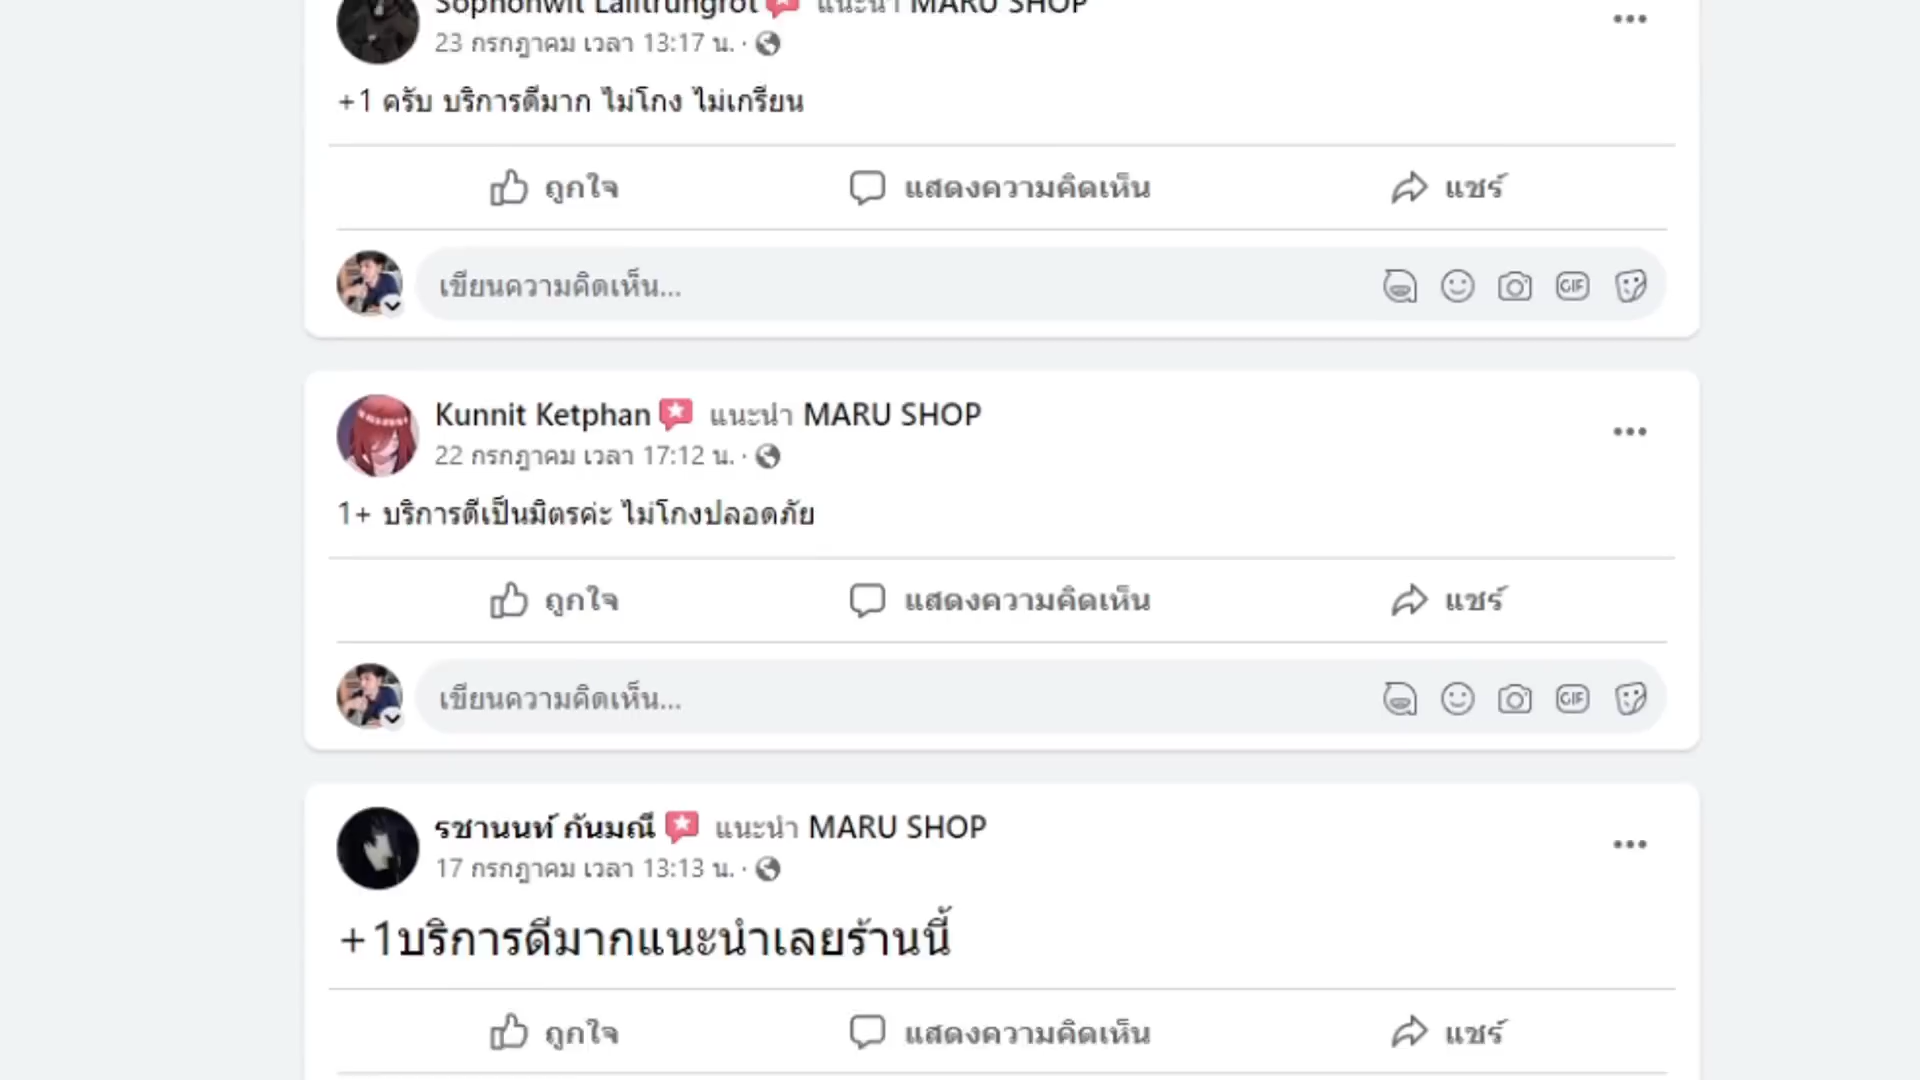 Sophonwit Lalitrungrot แนะนำ MARU SHOP
23 กรกฎาคม เวลา 13:17 น. ·
+1 ครับ บริการดีมาก ไม่โกง ไม่เกรียน
ถูกใจ แสดงความคิดเห็น แชร์
เขียนความคิดเห็น... GIF
Kunnit Ketphan แนะนำ MARU SHOP
22 กรกฎาคม เวลา 17:12 น. ·
1+ บริการดีเป็นมิตรค่ะ ไม่โกงปลอดภัย
ถูกใจ แสดงความคิดเห็น แชร์
เขียนความคิดเห็น... GIF
รชานนท์ กันมณี แนะนำ MARU SHOP
17 กรกฎาคม เวลา 13:13 น. ·
+1บริการดีมากแนะนำเลยร้านนี้
ถูกใจ แสดงความคิดเห็น แชร์